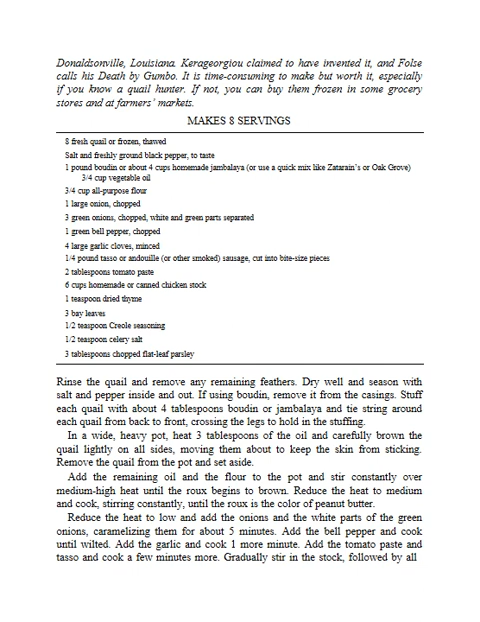 Donaldsonville, Louisiana. Kerageorgiou claimed to have invented it, and Folse
calls his Death by Gumbo. It is time-consuming to make but worth it, especially
if you know a quail hunter. If not, you can buy them frozen in some grocery
stores and at farmers’ markets.
MAKES 8 SERVINGS
8 fresh quail or frozen, thawed
Salt and freshly ground black pepper, to taste
1 pound boudin or about 4 cups homemade jambalaya (or use a quick mix like Zatarain’s or Oak Grove)
3/4 cup vegetable oil
3/4 cup all-purpose flour
1 large onion, chopped
3 green onions, chopped, white and green parts separated
1 green bell pepper, chopped
4 large garlic cloves, minced
1/4 pound tasso or andouille (or other smoked) sausage, cut into bite-size pieces
2 tablespoons tomato paste
6 cups homemade or canned chicken stock
1 teaspoon dried thyme
3 bay leaves
1/2 teaspoon Creole seasoning
1/2 teaspoon celery salt
3 tablespoons chopped flat-leaf parsley
Rinse the quail and remove any remaining feathers. Dry well and season with
salt and pepper inside and out. If using boudin, remove it from the casings. Stuff
each quail with about 4 tablespoons boudin or jambalaya and tie string around
each quail from back to front, crossing the legs to hold in the stuffing.
In a wide, heavy pot, heat 3 tablespoons of the oil and carefully brown the
quail lightly on all sides, moving them about to keep the skin from sticking.
Remove the quail from the pot and set aside.
Add the remaining oil and the flour to the pot and stir constantly over
medium-high heat until the roux begins to brown. Reduce the heat to medium
and cook, stirring constantly, until the roux is the color of peanut butter.
Reduce the heat to low and add the onions and the white parts of the green
onions, caramelizing them for about 5 minutes. Add the bell pepper and cook
until wilted. Add the garlic and cook 1 more minute. Add the tomato paste and
tasso and cook a few minutes more. Gradually stir in the stock, followed by all